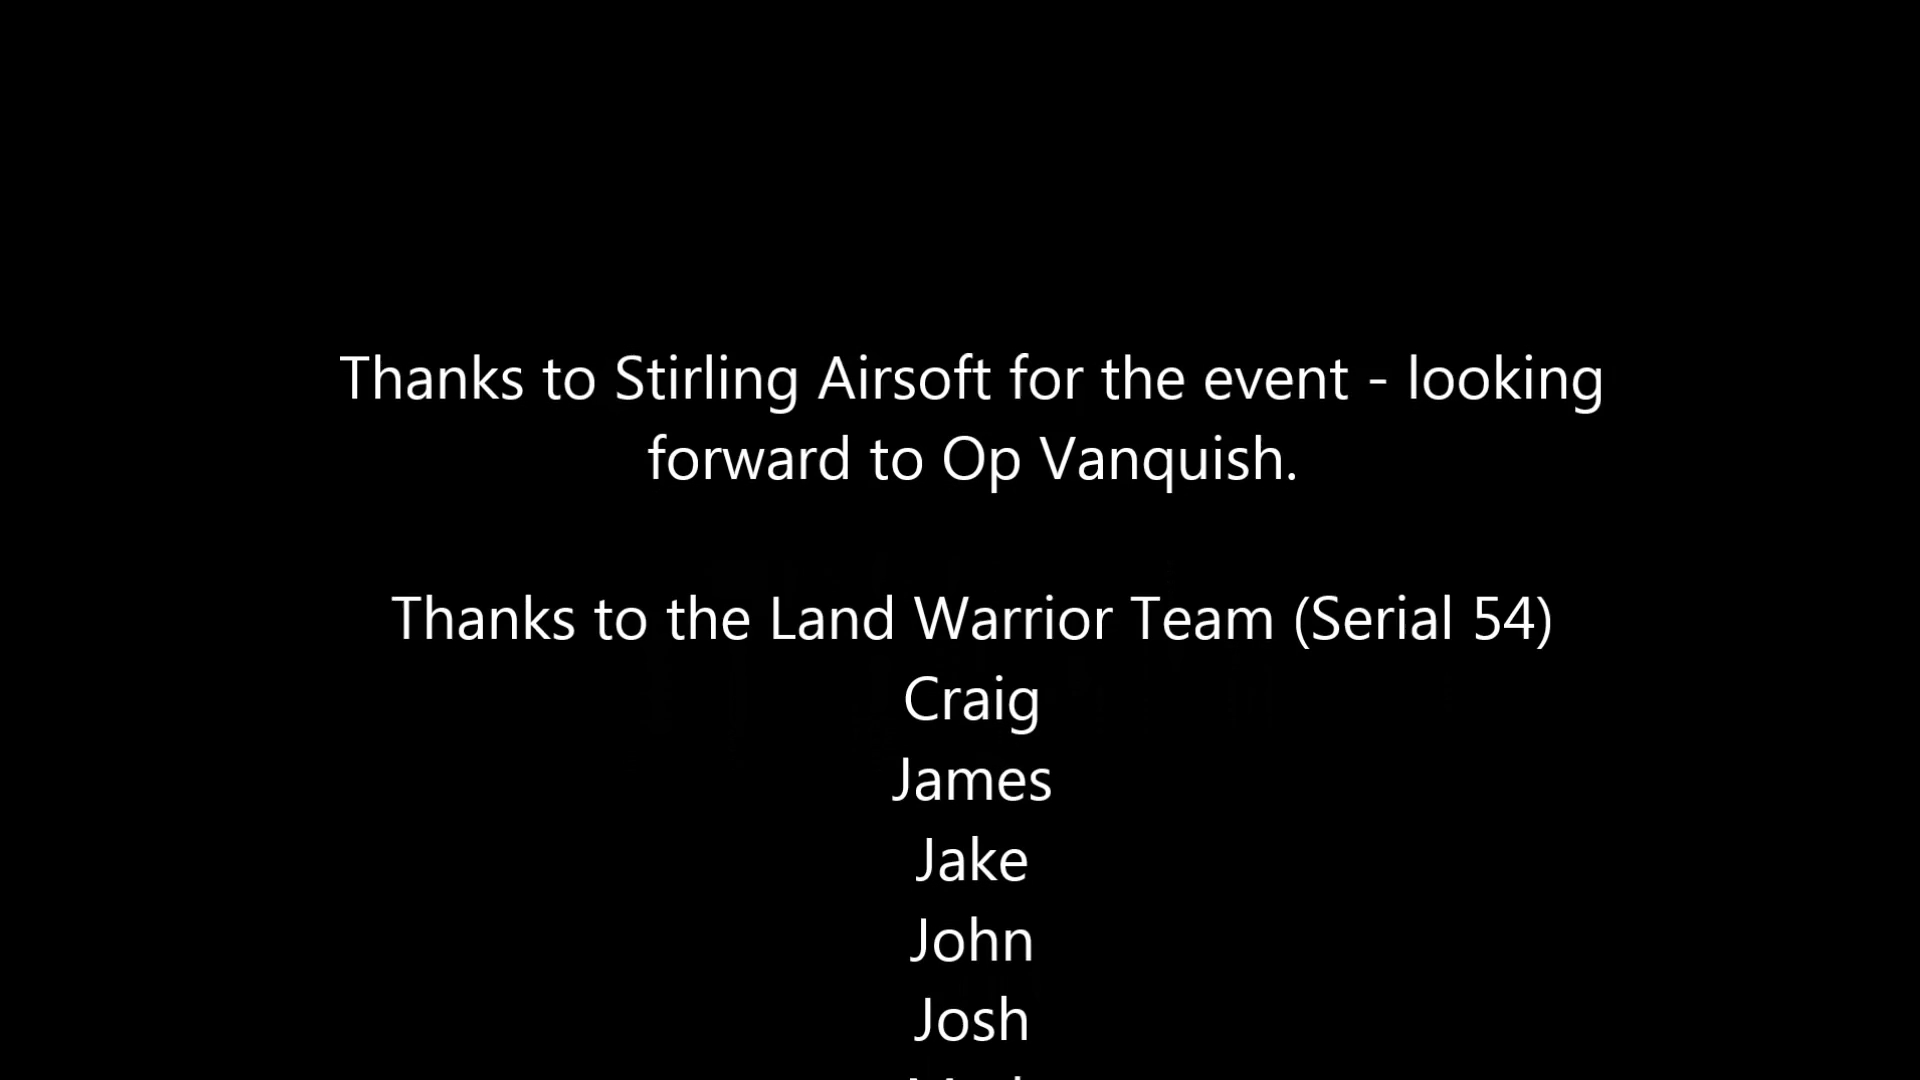 Thanks to Stirling Airsoft for the event - looking
forward to Op Vanquish.
Thanks to the Land Warrior Team (Serial 54)
Craig
James
Jake
John
Josh